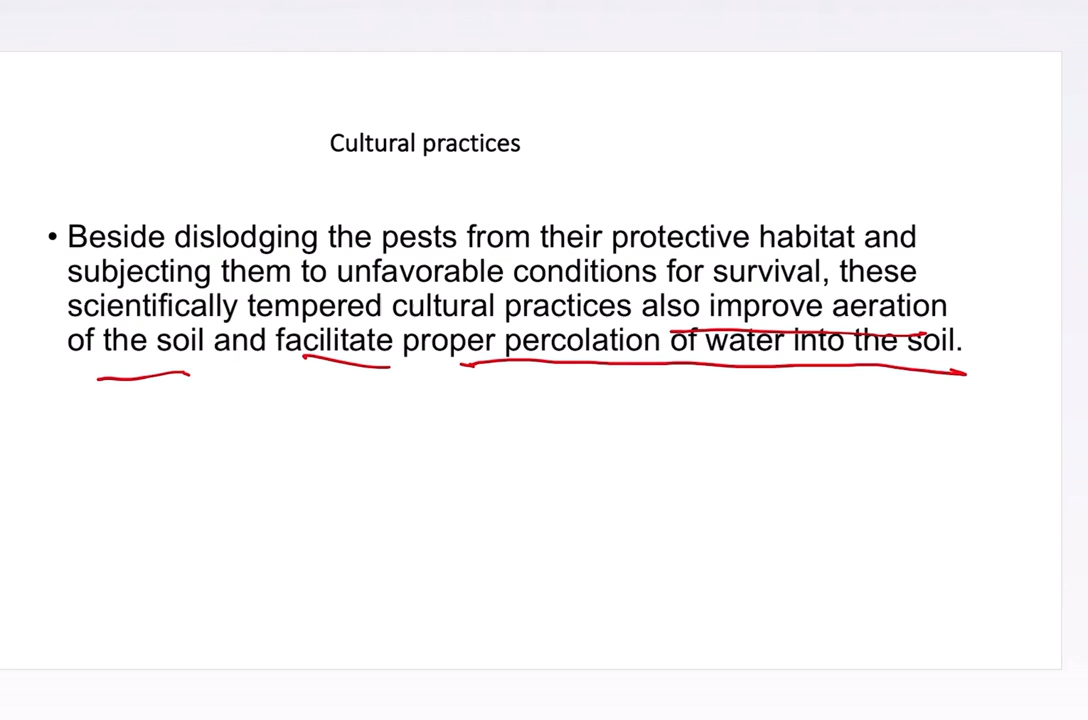 Cultural practices
• Beside dislodging the pests from their protective habitat and
subjecting them to unfavorable conditions for survival, these
scientifically tempered cultural practices also improve aeration
of the soil and facilitate proper percolation of water into the soil.